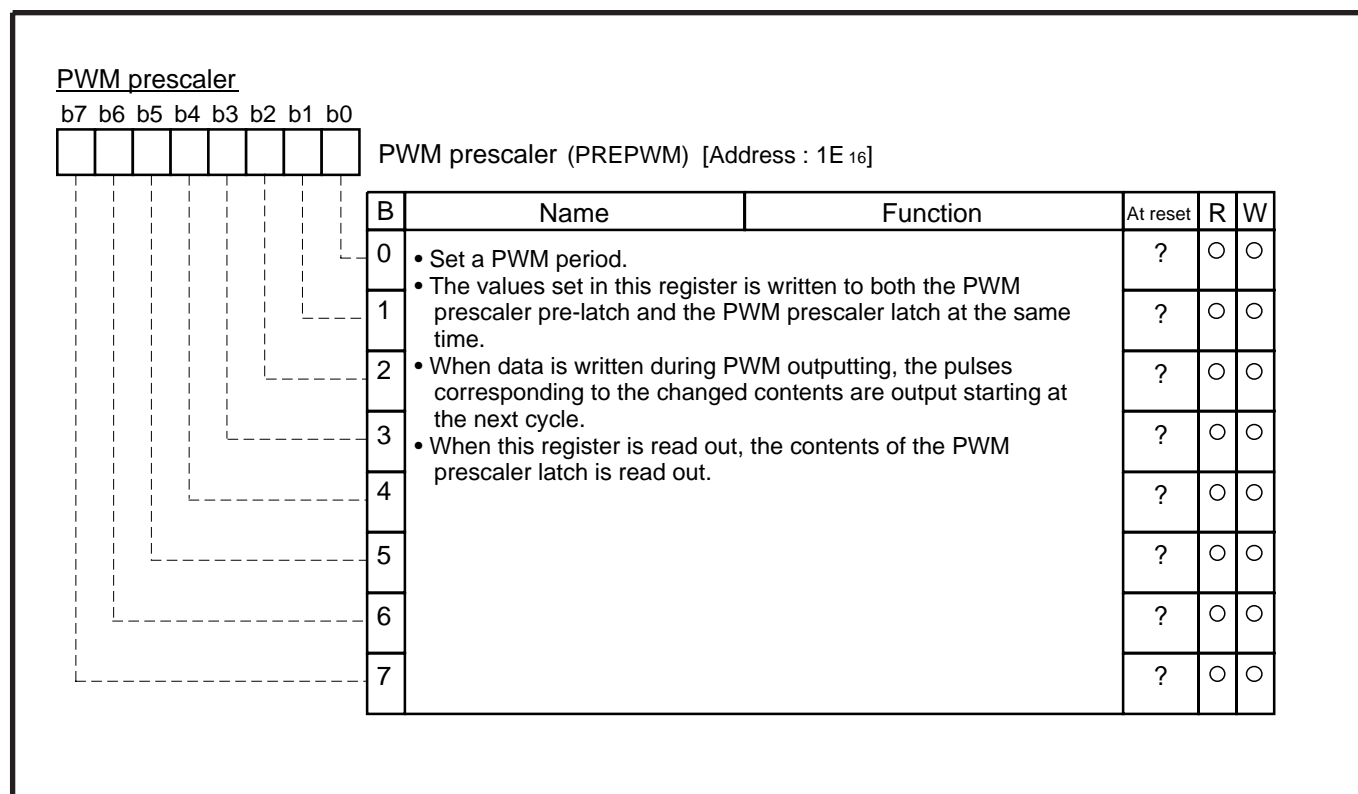 PWM prescaler
b7 b6 b5 b4 b3 b2 b1 b0
PWM prescaler (PREPWM) [Address : 1E 16]
B Name Function At reset R W
0 ? ○ ○
• Set a PWM period.
• The values set in this register is written to both the PWM
1 prescaler pre-latch and the PWM prescaler latch at the same ? ○ ○
time.
2 • When data is written during PWM outputting, the pulses ? ○ ○
corresponding to the changed contents are output starting at
the next cycle.
3 ? ○ ○
• When this register is read out, the contents of the PWM
prescaler latch is read out.
4 ? ○ ○
5 ? ○ ○
6 ? ○ ○
7 ? ○ ○